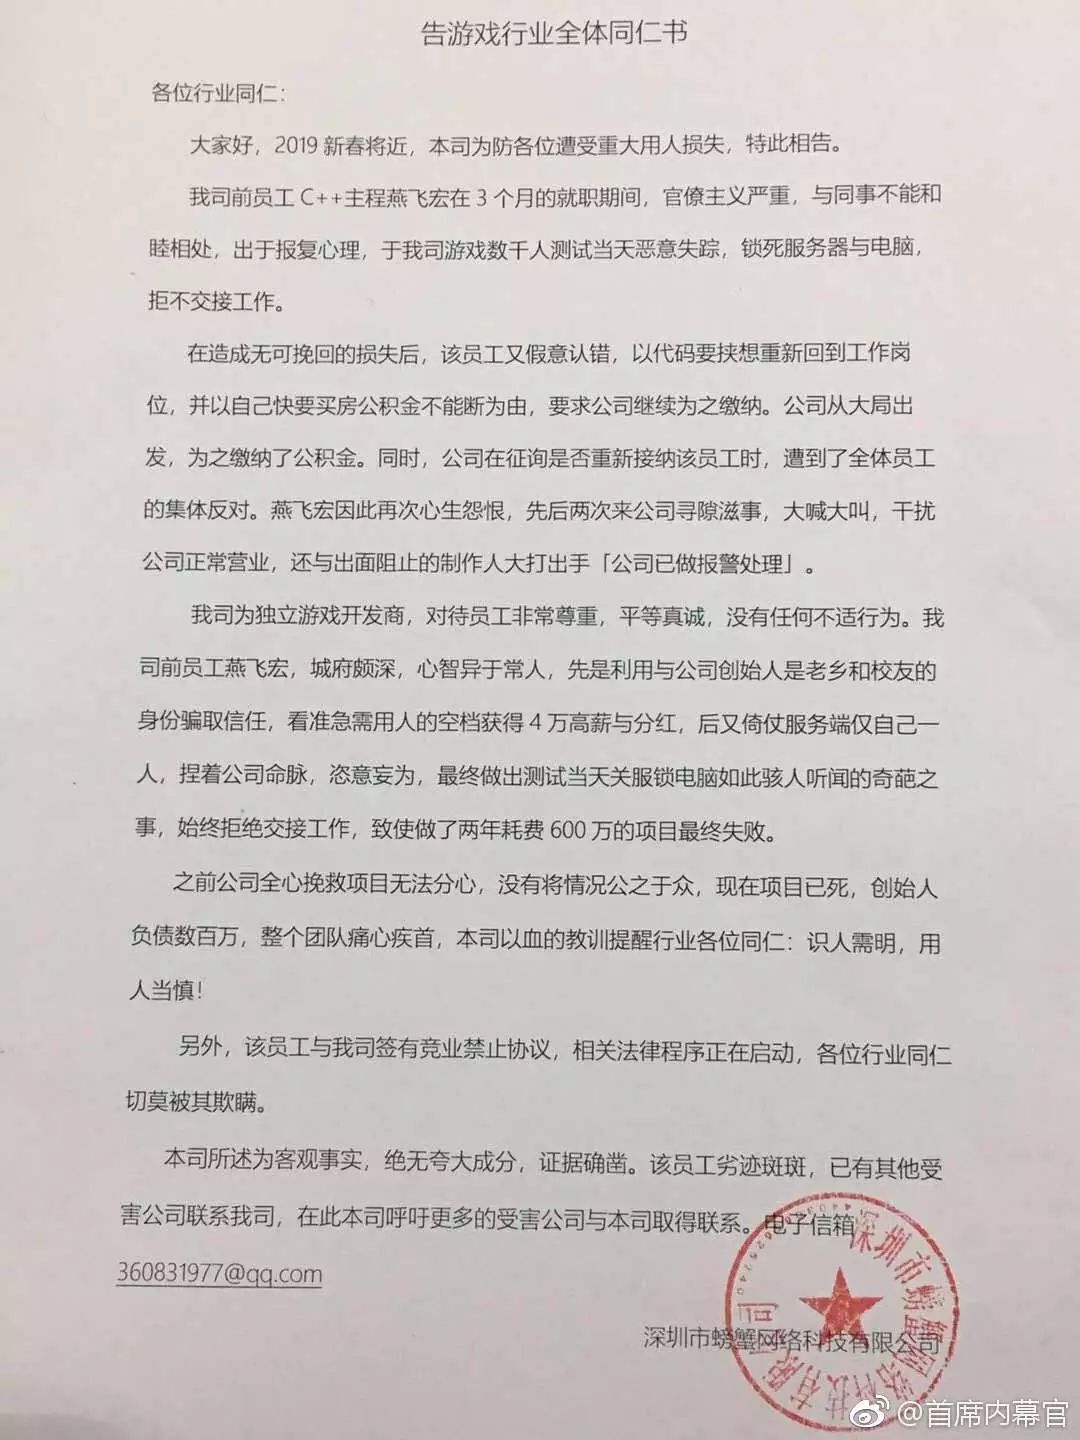 告游戏行业全体同仁书
各位行业同仁：
大家好，2019 新春将近，本司为防各位遭受重大用人损失，特此相告。
我司前员工 C++主程燕飞宏在 3 个月的就职期间，官僚主义严重，与同事不能和
睦相处，出于报复心理，于我司游戏数千人测试当天恶意失踪，锁死服务器与电脑，
拒不交接工作。
在造成无可挽回的损失后，该员工又假意认错，以代码要挟想重新回到工作岗
位，并以自己快要买房公积金不能断为由，要求公司继续为之缴纳。公司从大局出
发，为之缴纳了公积金。同时，公司在征询是否重新接纳该员工时，遭到了全体员工
的集体反对。燕飞宏因此再次心生怨恨，先后两次来公司寻隙滋事，大喊大叫，干扰
公司正常营业，还与出面阻止的制作人大打出手「公司已做报警处理」。
我司为独立游戏开发商，对待员工非常尊重，平等真诚，没有任何不适行为。我
司前员工燕飞宏，城府颇深，心智异于常人，先是利用与公司创始人是老乡和校友的
身份骗取信任，看准急需用人的空档获得 4 万高薪与分红，后又倚仗服务端仅自己一
人，捏着公司命脉，恣意妄为，最终做出测试当天关服锁电脑如此骇人听闻的奇葩之
事，始终拒绝交接工作，致使做了两年耗费 600 万的项目最终失败。
之前公司全心挽救项目无法分心，没有将情况公之于众，现在项目已死，创始人
负债数百万，整个团队痛心疾首，本司以血的教训提醒行业各位同仁：识人需明，用
人当慎！
另外，该员工与我司签有竞业禁止协议，相关法律程序正在启动，各位行业同仁
切莫被其欺瞒。
本司所述为客观事实，绝无夸大成分，证据确凿。该员工劣迹斑斑，已有其他受
害公司联系我司，在此本司呼吁更多的受害公司与本司取得联系。电子信箱
360831977@qq.com
深圳市螃蟹网络科技有限公司
深圳市螃蟹网络科技有限公司
@首席内幕官